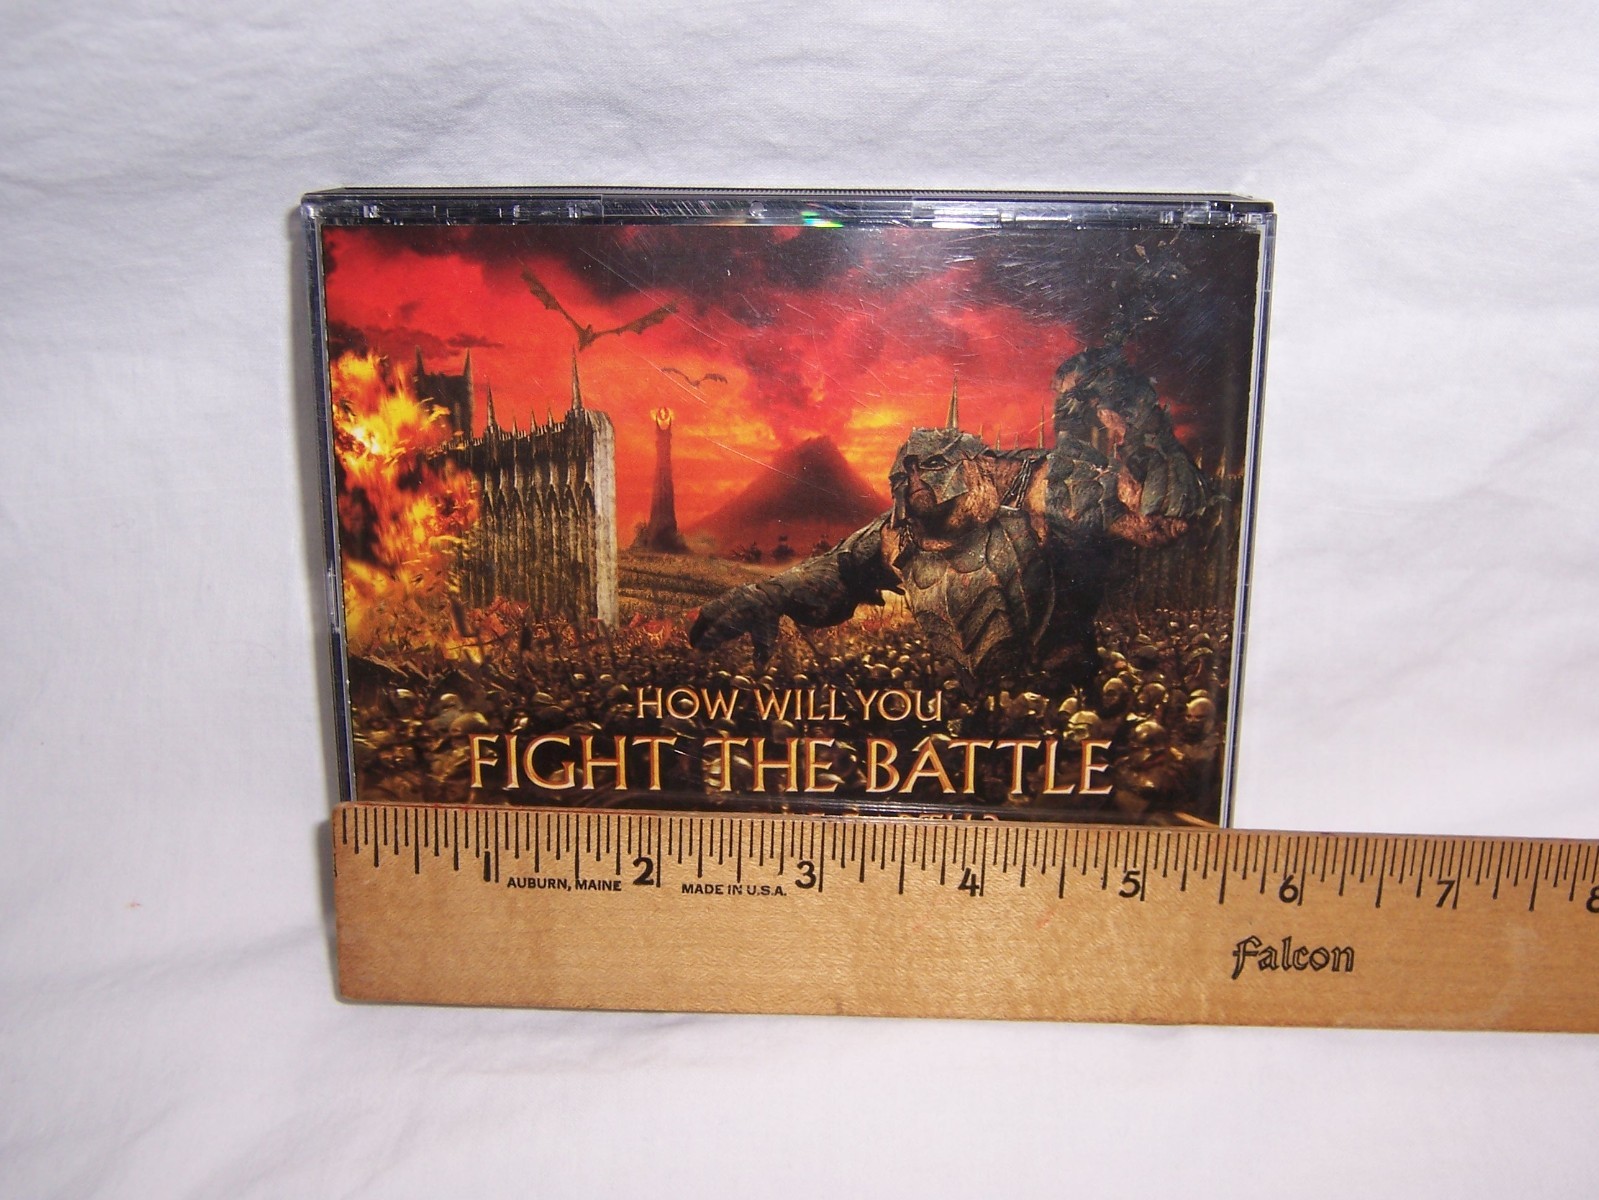 HOW WILL YOU
FIGHT THE BATTLE
1 2 3 4 5 6 7 8
AUBURN, MAINE
MADE IN U.S.A.
Falcon